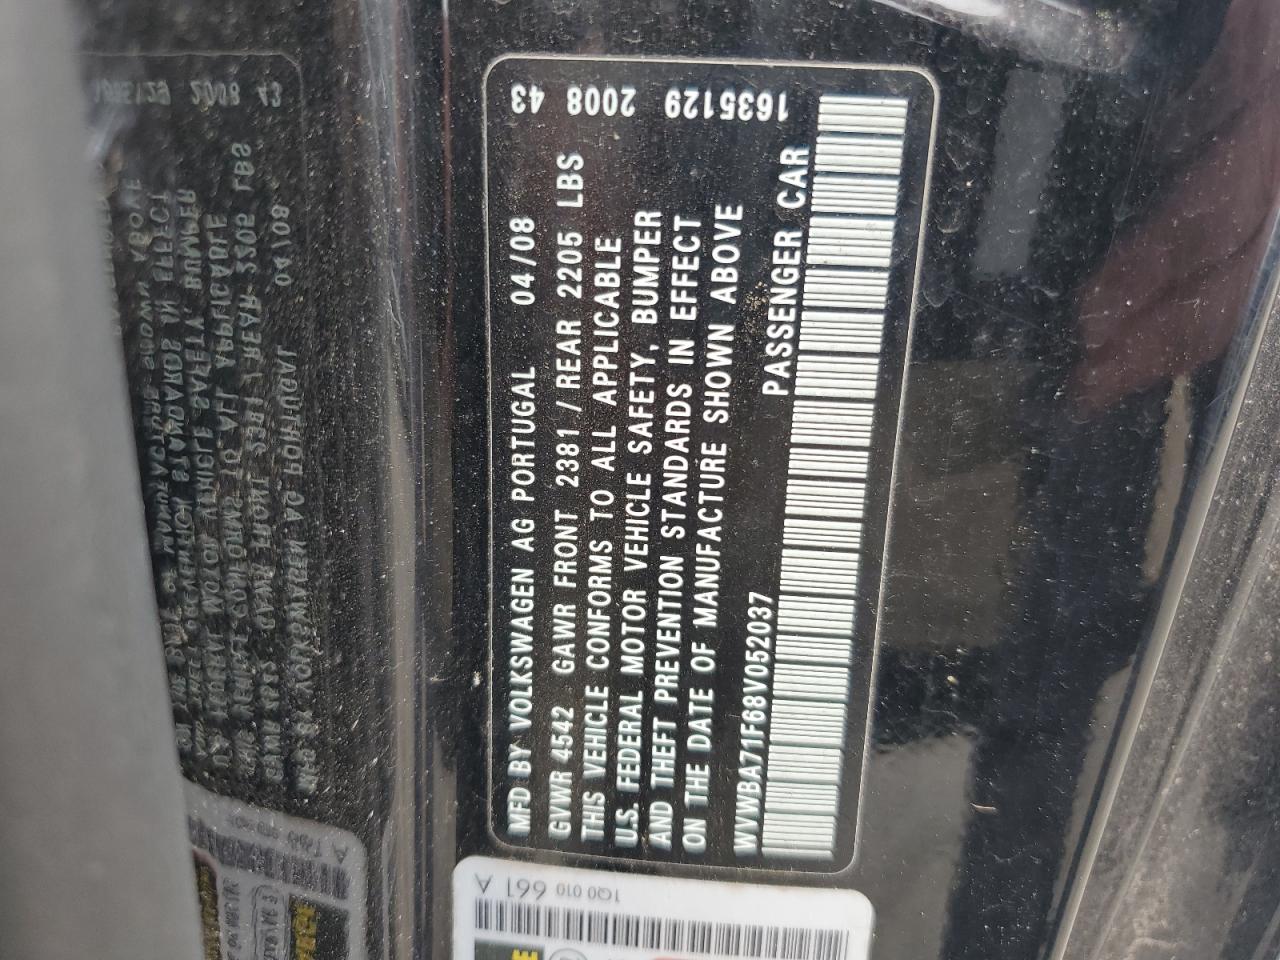 MFD BY VOLKSWAGEN AG PORTUGAL 04/08
GVWR 4542 GAWR FRONT 2381 / REAR 2205 LBS
THIS VEHICLE CONFORMS TO ALL APPLICABLE
U.S. FEDERAL MOTOR VEHICLE SAFETY, BUMPER
AND THEFT PREVENTION STANDARDS IN EFFECT
ON THE DATE OF MANUFACTURE SHOWN ABOVE
WVWBA71F68V052037 PASSENGER CAR
43 2008 1635129
1Q0 010 661 A